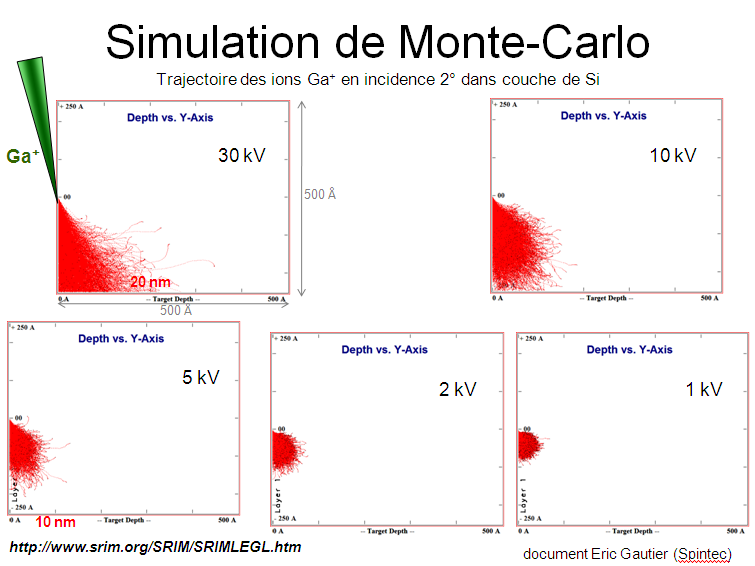 Simulation de Monte-Carlo
Trajectoire des ions Ga⁺ en incidence 2° dans couche de Si
Ga⁺
+ 250 A
Depth vs. Y-Axis
30 kV
00
20 nm
0 A
-- Target Depth --
500 A
500 Å
500 Å
+ 250 A
Depth vs. Y-Axis
10 kV
00
0 A
-- Target Depth --
500 A
+ 250 A
Depth vs. Y-Axis
5 kV
00
Layer 1
- 250 A
0 A
-- Target Depth --
500 A
10 nm
+ 250 A
Depth vs. Y-Axis
2 kV
00
Layer 1
- 250 A
0 A
-- Target Depth --
500 A
+ 250 A
Depth vs. Y-Axis
1 kV
00
Layer 1
- 250 A
0 A
-- Target Depth --
500 A
http://www.srim.org/SRIM/SRIMLEGL.htm
document Eric Gautier (Spintec)